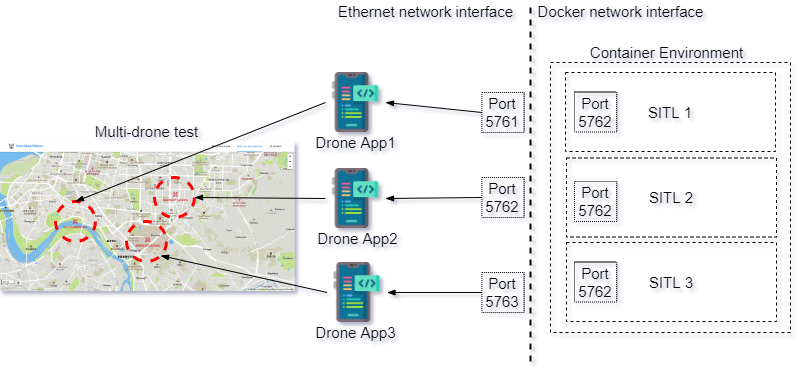 Ethernet network interface
Docker network interface
Container Environment
Multi-drone test
Drone App1
Port
5761
Port
5762
SITL 1
Drone App2
Port
5762
Port
5762
SITL 2
Drone App3
Port
5763
Port
5762
SITL 3